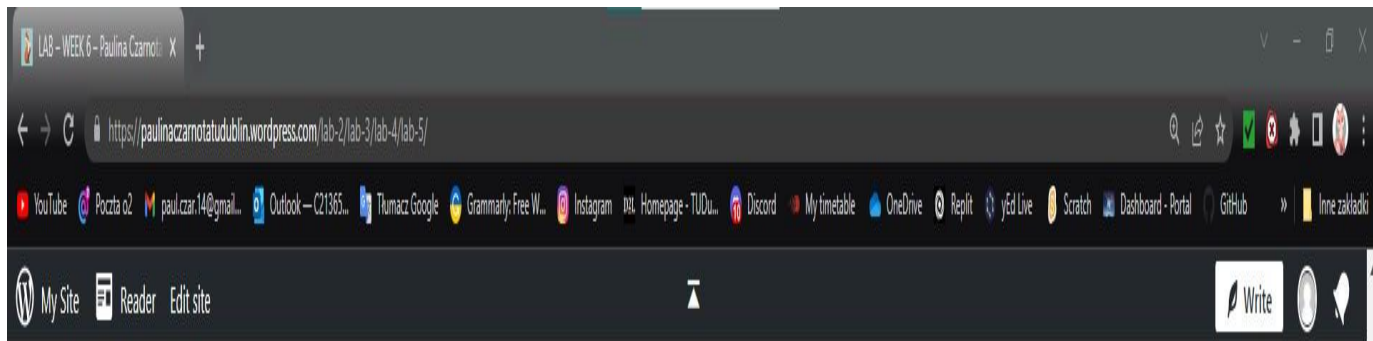 LAB – WEEK 6 – Paulina Czarnota
https://paulinaczarnotatudublin.wordpress.com/lab-2/lab-3/lab-4/lab-5/
YouTube Poczta o2 paul.czar.14@gmail... Outlook — C21365... Tłumacz Google Grammarly: Free W... Instagram D2L Homepage - TUDu... 10 Discord My timetable OneDrive Replit yEd Live Scratch Dashboard - Portal GitHub » Inne zakładki
My Site Reader Edit site Write